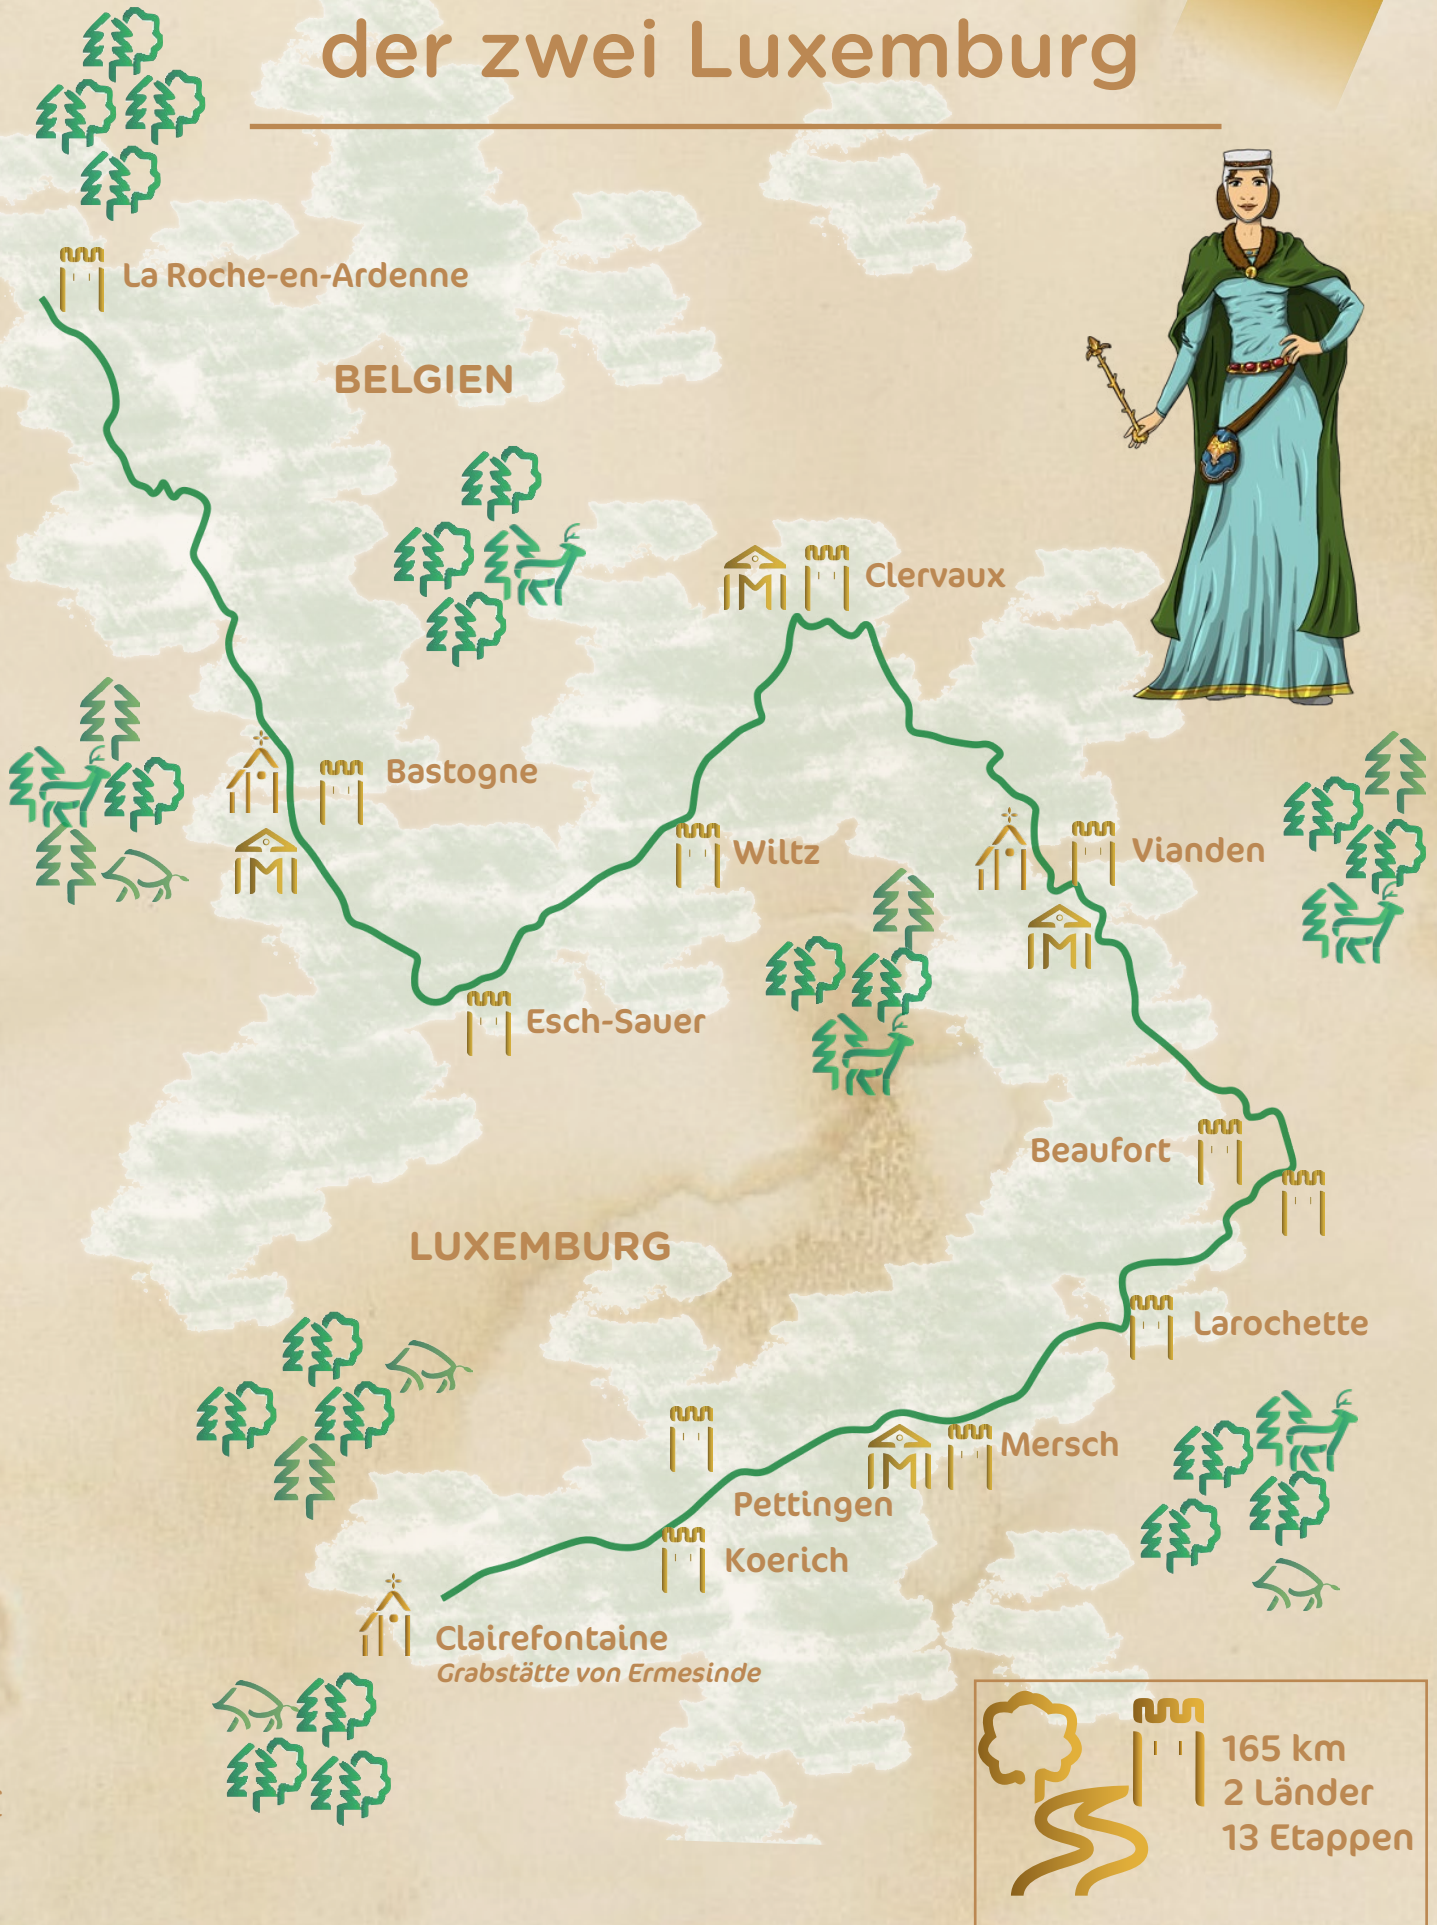 der zwei Luxemburg
La Roche-en-Ardenne
BELGIEN
Clervaux
Bastogne
Wiltz
Vianden
Esch-Sauer
Beaufort
LUXEMBURG
Larochette
Mersch
Pettingen
Koerich
Clairefontaine
Grabstätte von Ermesinde
165 km
2 Länder
13 Etappen